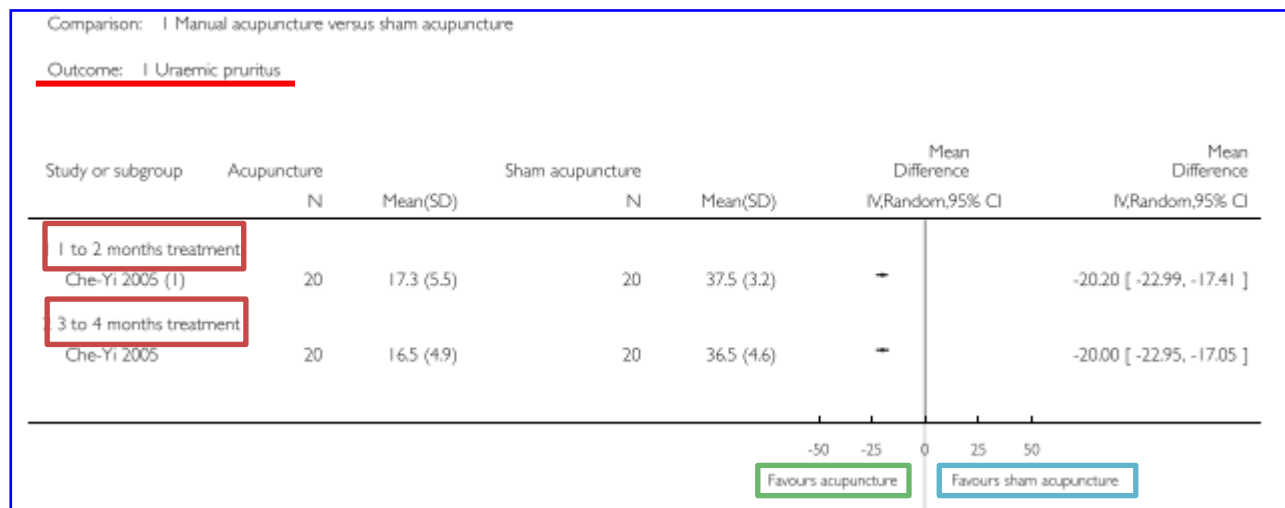 Comparison: 1 Manual acupuncture versus sham acupuncture
Outcome: 1 Uraemic pruritus
Mean Mean
Study or subgroup Acupuncture Sham acupuncture Difference Difference
N Mean(SD) N Mean(SD) IV,Random,95% CI IV,Random,95% CI
1 1 to 2 months treatment
Che-Yi 2005 (1) 20 17.3 (5.5) 20 37.5 (3.2) -20.20 [ -22.99, -17.41 ]
2 3 to 4 months treatment
Che-Yi 2005 20 16.5 (4.9) 20 36.5 (4.6) -20.00 [ -22.95, -17.05 ]
-50 -25 0 25 50
Favours acupuncture Favours sham acupuncture